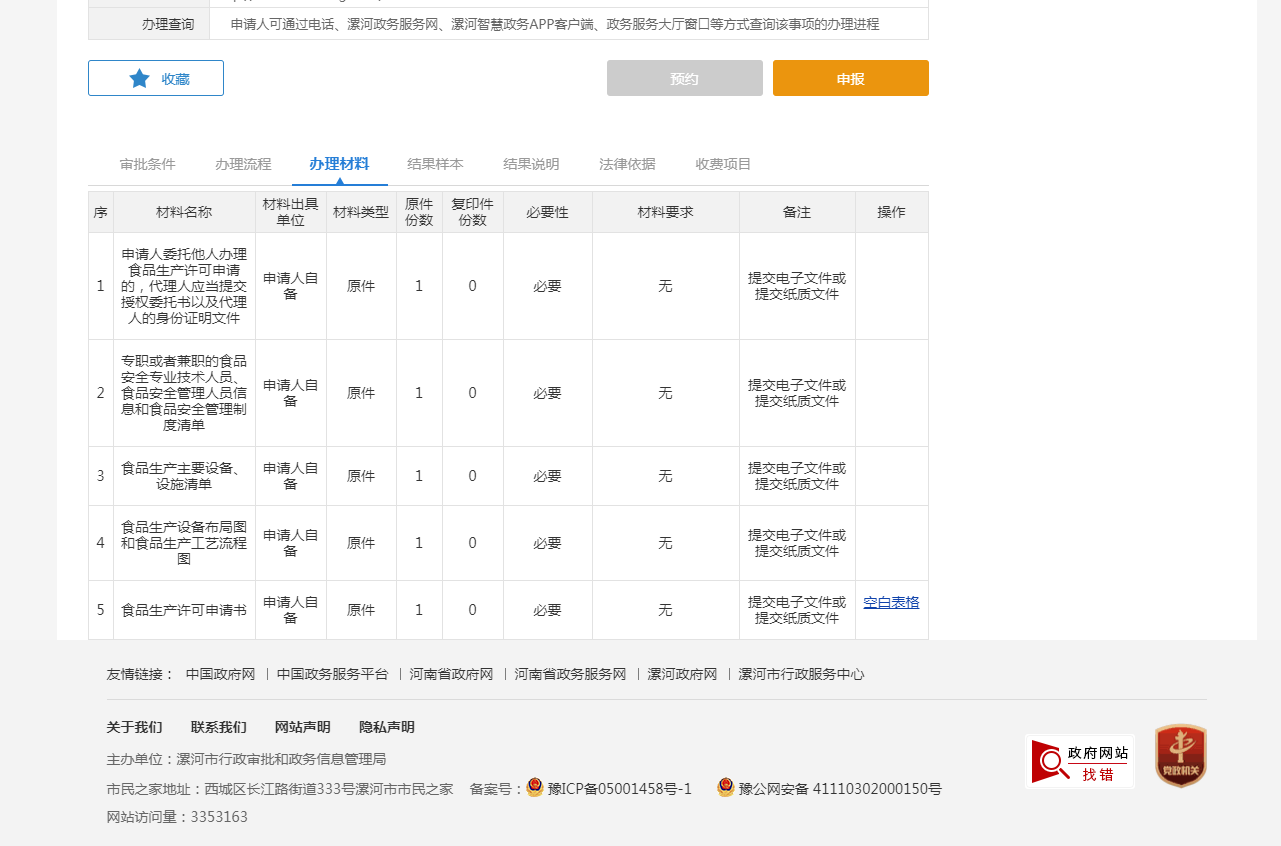 办理查询 申请人可通过电话、漯河政务服务网、漯河智慧政务APP客户端、政务服务大厅窗口等方式查询该事项的办理进程
收藏 预约 申报
审批条件 办理流程 办理材料 结果样本 结果说明 法律依据 收费项目
序 材料名称 材料出具单位 材料类型 原件份数 复印件份数 必要性 材料要求 备注 操作
1 申请人委托他人办理食品生产许可申请的，代理人应当提交授权委托书以及代理人的身份证明文件 申请人自备 原件 1 0 必要 无 提交电子文件或提交纸质文件
2 专职或者兼职的食品安全专业技术人员、食品安全管理人员信息和食品安全管理制度清单 申请人自备 原件 1 0 必要 无 提交电子文件或提交纸质文件
3 食品生产主要设备、设施清单 申请人自备 原件 1 0 必要 无 提交电子文件或提交纸质文件
4 食品生产设备布局图和食品生产工艺流程图 申请人自备 原件 1 0 必要 无 提交电子文件或提交纸质文件
5 食品生产许可申请书 申请人自备 原件 1 0 必要 无 提交电子文件或提交纸质文件 空白表格
友情链接： 中国政府网 | 中国政务服务平台 | 河南省政府网 | 河南省政务服务网 | 漯河政府网 | 漯河市行政服务中心
关于我们 联系我们 网站声明 隐私声明
主办单位：漯河市行政审批和政务信息管理局
市民之家地址：西城区长江路街道333号漯河市市民之家 备案号：豫ICP备05001458号-1 豫公网安备 41110302000150号
网站访问量：3353163
政府网站
找错
党政机关